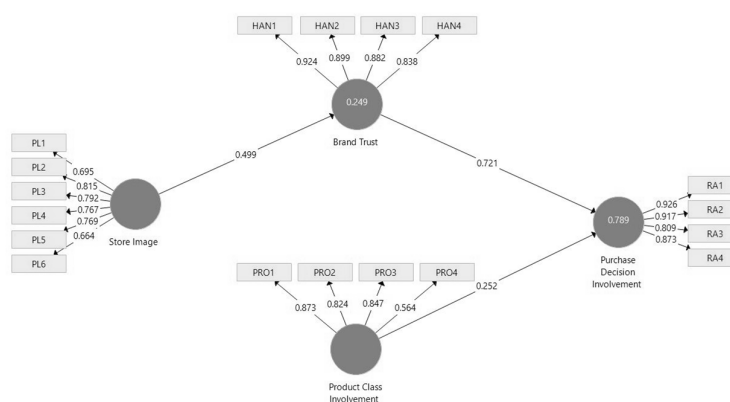 HAN1 HAN2 HAN3 HAN4
0.924 0.899 0.882 0.838
0.249
Brand Trust
PL1
PL2
PL3
PL4
PL5
PL6
0.695
0.815
0.792
0.767
0.769
0.664
Store Image
0.499
0.721
0.789
Purchase
Decision
Involvement
0.926
0.917
0.809
0.873
RA1
RA2
RA3
RA4
PRO1 PRO2 PRO3 PRO4
0.873 0.824 0.847 0.564
0.252
Product Class
Involvement